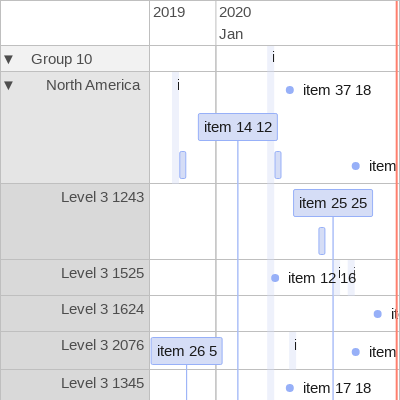 2019 2020
Jan
▼ Group 10 i
▼ North America i item 37 18
item 14 12
item
Level 3 1243 item 25 25
Level 3 1525 item 12 16 i i
Level 3 1624
Level 3 2076 i item
item 26 5
Level 3 1345 item 17 18